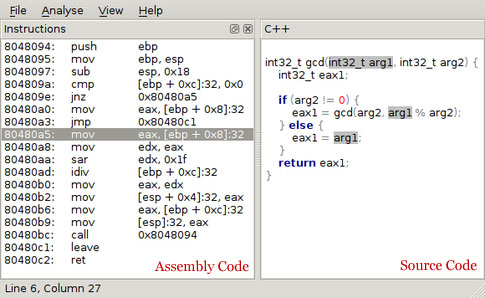 File Analyse View Help
Instructions
8048094: push ebp
8048095: mov ebp, esp
8048097: sub esp, 0x18
804809a: cmp [ebp + 0xc]:32, 0x0
804809e: jnz 0x80480a5
80480a0: mov eax, [ebp + 0x8]:32
80480a3: jmp 0x80480c1
80480a5: mov eax, [ebp + 0x8]:32
80480a8: mov edx, eax
80480aa: sar edx, 0x1f
80480ad: idiv [ebp + 0xc]:32
80480b0: mov eax, edx
80480b2: mov [esp + 0x4]:32, eax
80480b6: mov eax, [ebp + 0xc]:32
80480b9: mov [esp]:32, eax
80480bc: call 0x8048094
80480c1: leave
80480c2: ret
Assembly Code
C++
int32_t gcd(int32_t arg1, int32_t arg2) {
int32_t eax1;
if (arg2 != 0) {
eax1 = gcd(arg2, arg1 % arg2);
} else {
eax1 = arg1;
}
return eax1;
}
Source Code
Line 6, Column 27